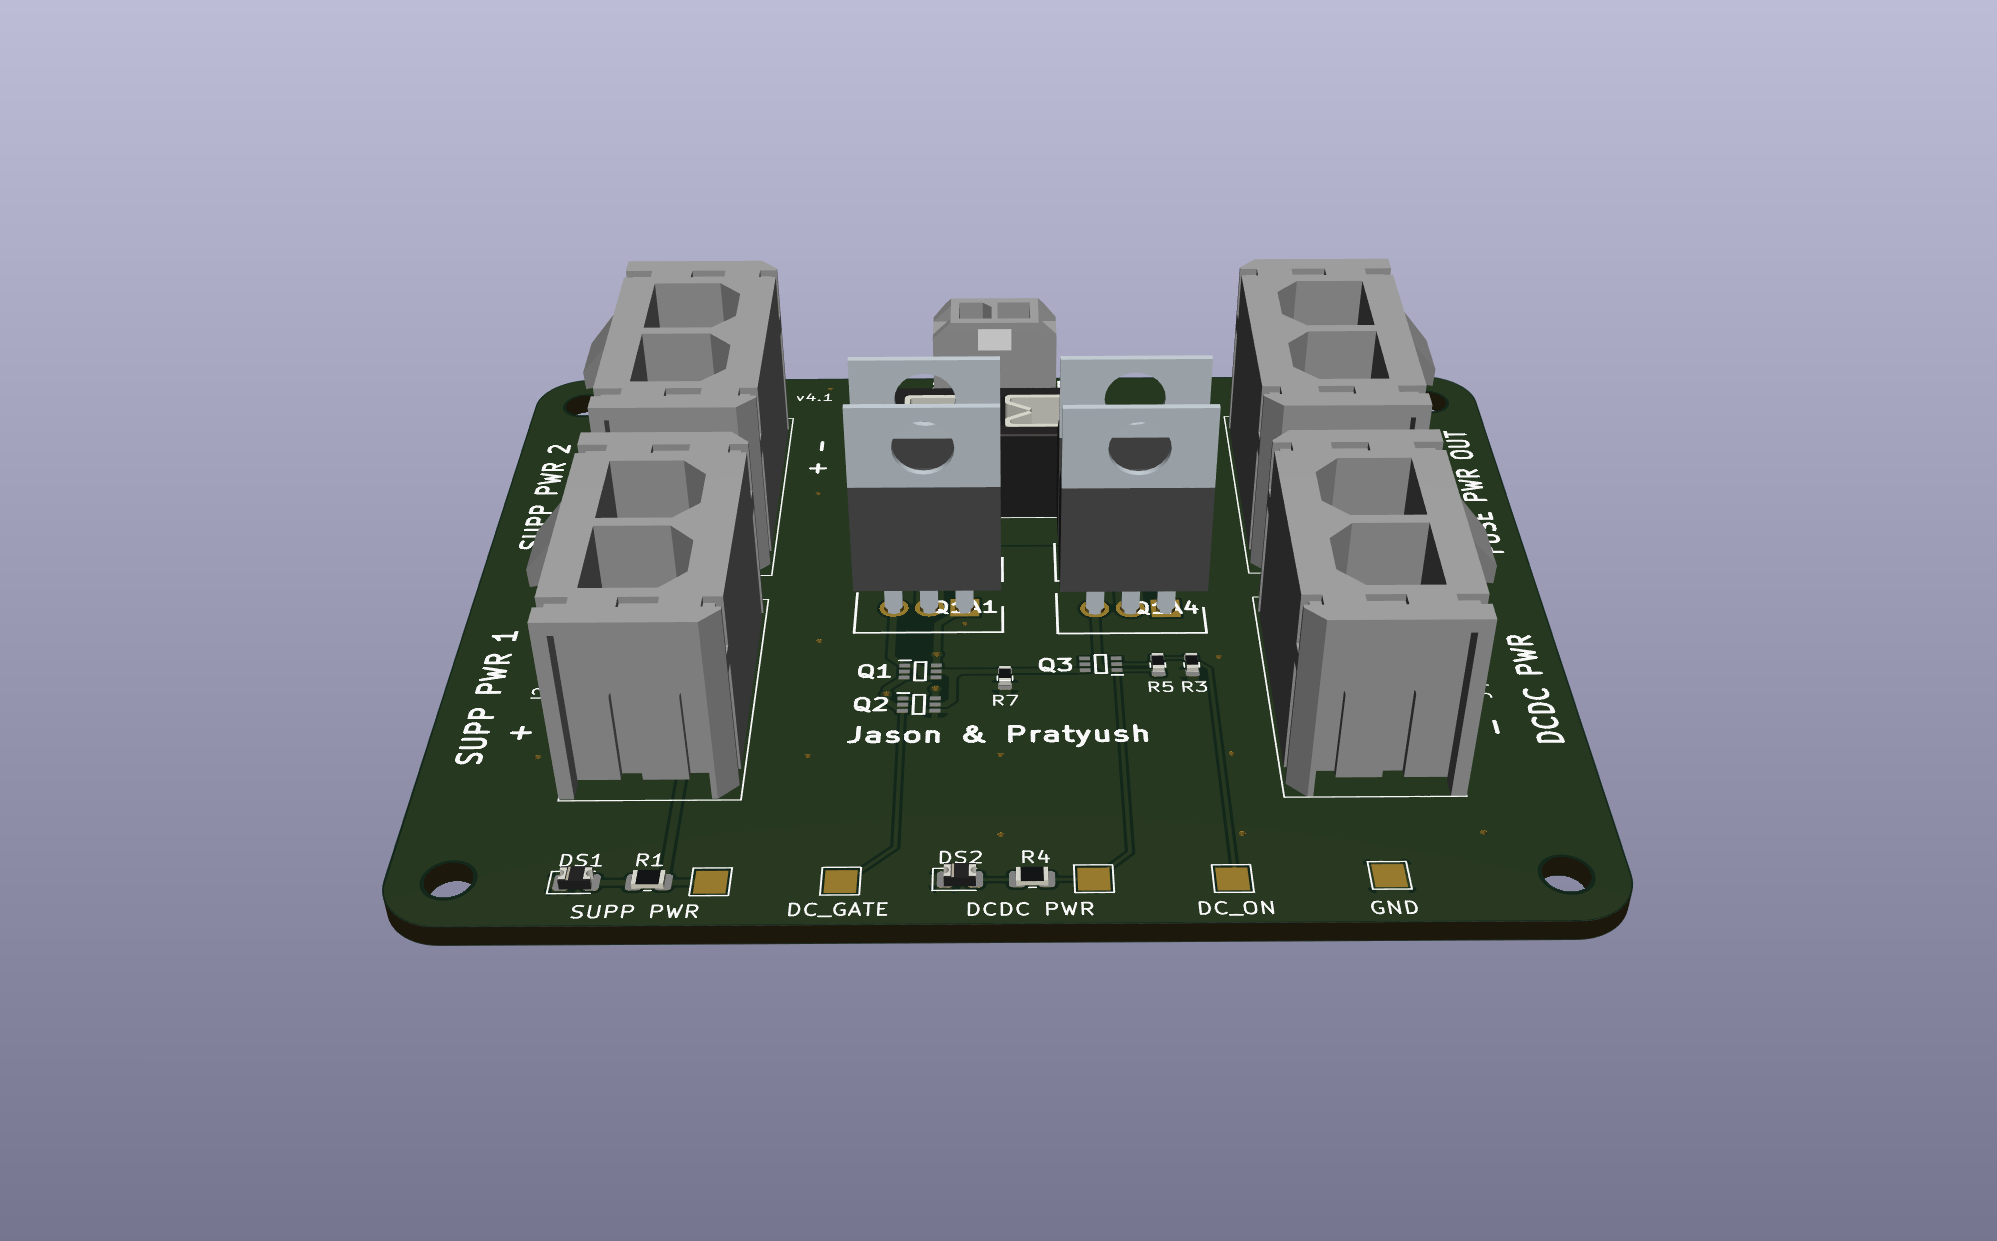 v4.1
- +
SUPP PWR 2
PWR OUT
Q1
Q3
R7
R5 R3
Q2
SUPP PWR 1
+
-
DCDC PWR
Jason & Pratyush
DS1 R1
DS2 R4
SUPP PWR
DC_GATE
DCDC PWR
DC_ON
GND